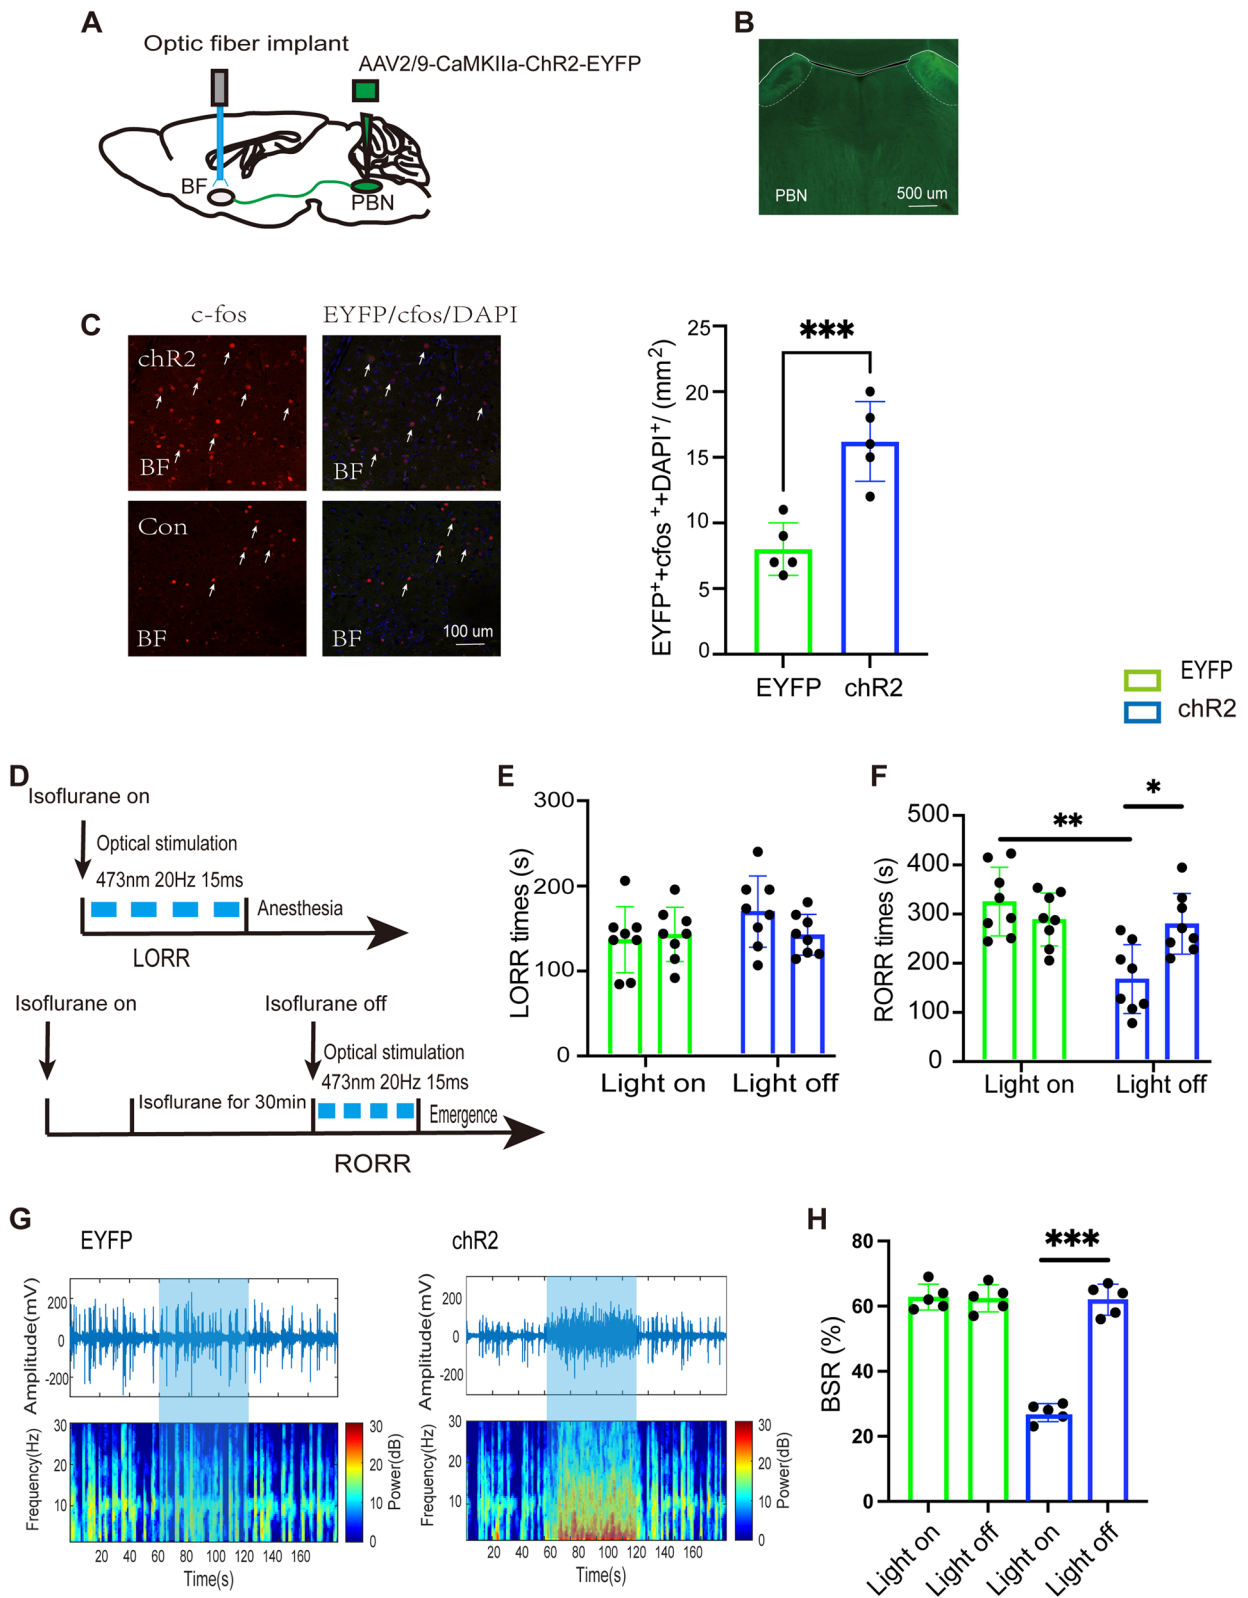 A
Optic fiber implant
AAV2/9-CaMKIIa-ChR2-EYFP
BF
PBN
B
PBN
500 um
C
c-fos
EYFP/cfos/DAPI
chR2
BF
BF
Con
BF
BF
100 um
EYFP⁺+cfos ⁺+DAPI⁺/ (mm²)
25
20
15
10
5
0
***
EYFP
chR2
EYFP
chR2
D
Isoflurane on
Optical stimulation
473nm 20Hz 15ms
Anesthesia
LORR
Isoflurane on
Isoflurane off
Optical stimulation
473nm 20Hz 15ms
Isoflurane for 30min
Emergence
RORR
E
LORR times (s)
300
200
100
0
Light on
Light off
F
RORR times (s)
500
400
300
200
100
0
**
*
Light on
Light off
G
EYFP
Amplitude(mV)
200
0
-200
Frequency(Hz)
30
20
10
30
20
10
0
Power(dB)
20 40 60 80 100 120 140 160
Time(s)
chR2
Amplitude(mV)
200
0
-200
Frequency(Hz)
30
20
10
30
20
10
0
Power(dB)
20 40 60 80 100 120 140 160
Time(s)
H
BSR (%)
80
60
40
20
0
***
Light on
Light off
Light on
Light off